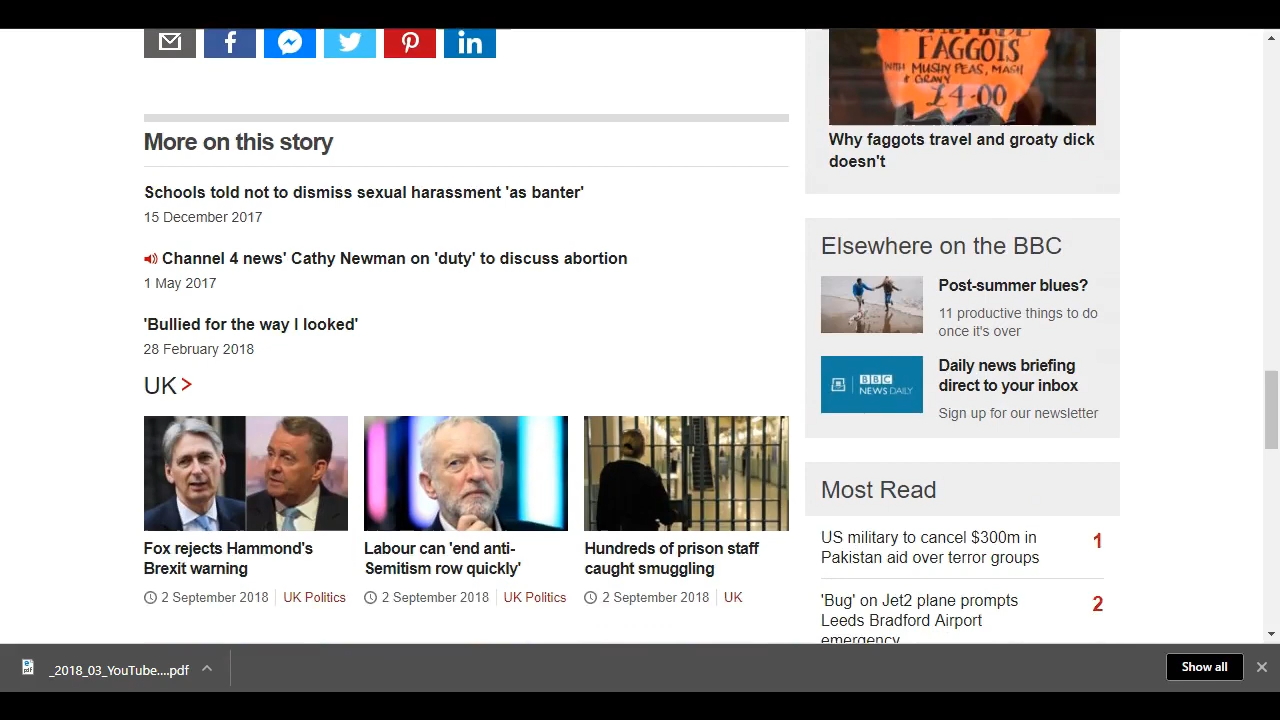 More on this story
Schools told not to dismiss sexual harassment 'as banter'
15 December 2017
Channel 4 news' Cathy Newman on 'duty' to discuss abortion
1 May 2017
'Bullied for the way I looked'
28 February 2018
UK
Fox rejects Hammond's
Brexit warning
2 September 2018 UK Politics
Labour can 'end anti-
Semitism row quickly'
2 September 2018 UK Politics
Hundreds of prison staff
caught smuggling
2 September 2018 UK
FAGGOTS
WITH MUSHY PEAS, MASH
& GRAVY
£4.00
Why faggots travel and groaty dick
doesn't
Elsewhere on the BBC
Post-summer blues?
11 productive things to do
once it's over
BBC
NEWS DAILY
Daily news briefing
direct to your inbox
Sign up for our newsletter
Most Read
US military to cancel $300m in
Pakistan aid over terror groups
1
'Bug' on Jet2 plane prompts
Leeds Bradford Airport
emergency
2
_2018_03_YouTube....pdf
Show all